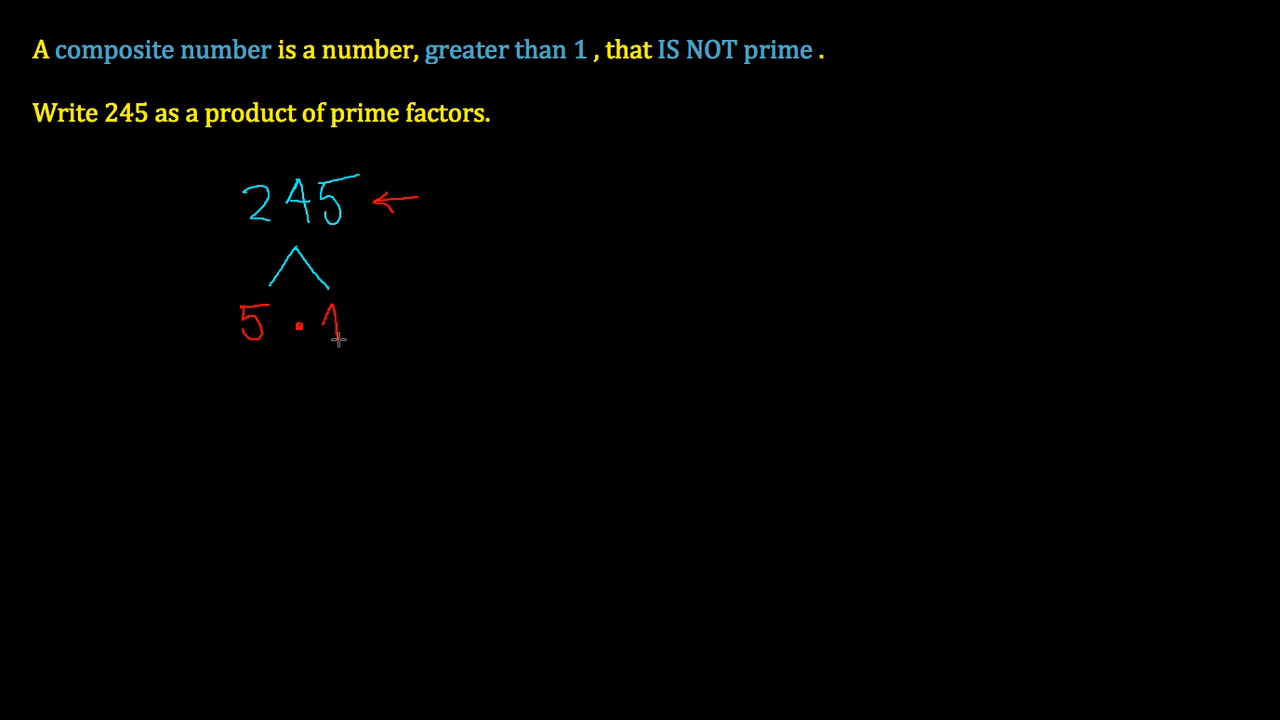 A composite number is a number, greater than 1 , that IS NOT prime .
Write 245 as a product of prime factors.
245 ←
5 · 1